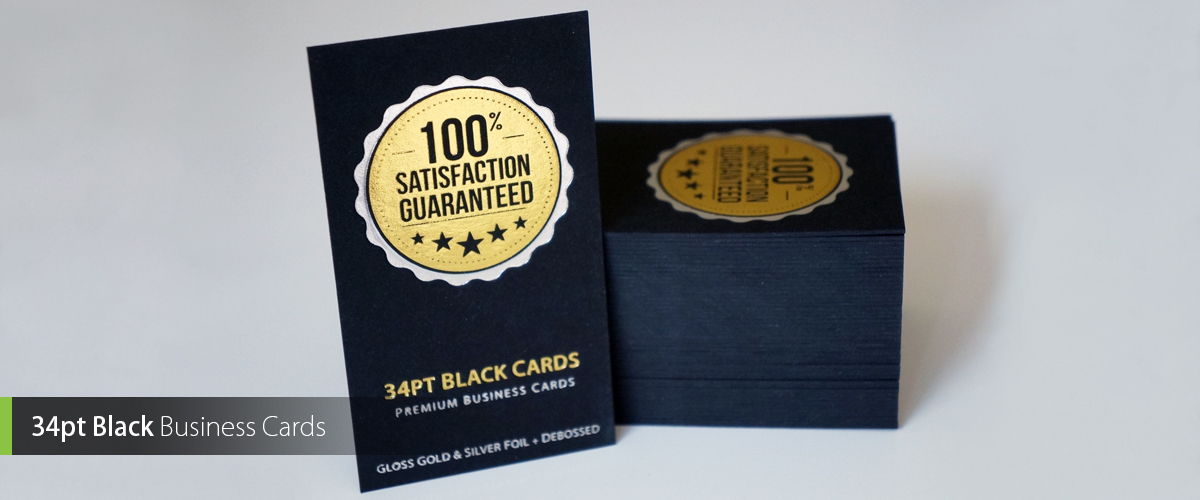 100%
SATISFACTION
GUARANTEED
34PT BLACK CARDS
PREMIUM BUSINESS CARDS
GLOSS GOLD & SILVER FOIL + DEBOSSED
100%
SATISFACTION
GUARANTEED
34pt Black Business Cards